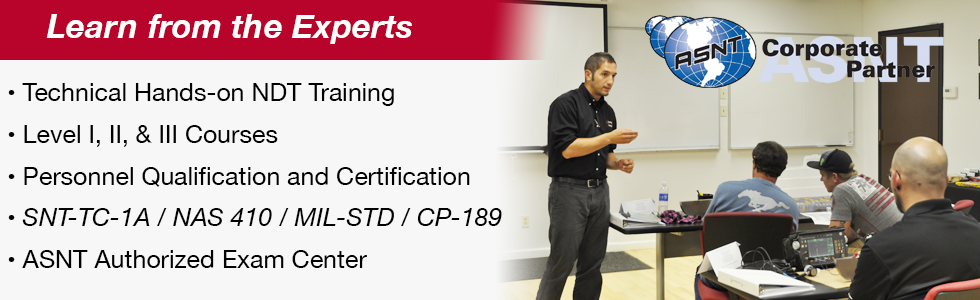 Learn from the Experts
• Technical Hands-on NDT Training
• Level I, II, & III Courses
• Personnel Qualification and Certification
• SNT-TC-1A / NAS 410 / MIL-STD / CP-189
• ASNT Authorized Exam Center
ASNT
ASNT
Corporate
Partner